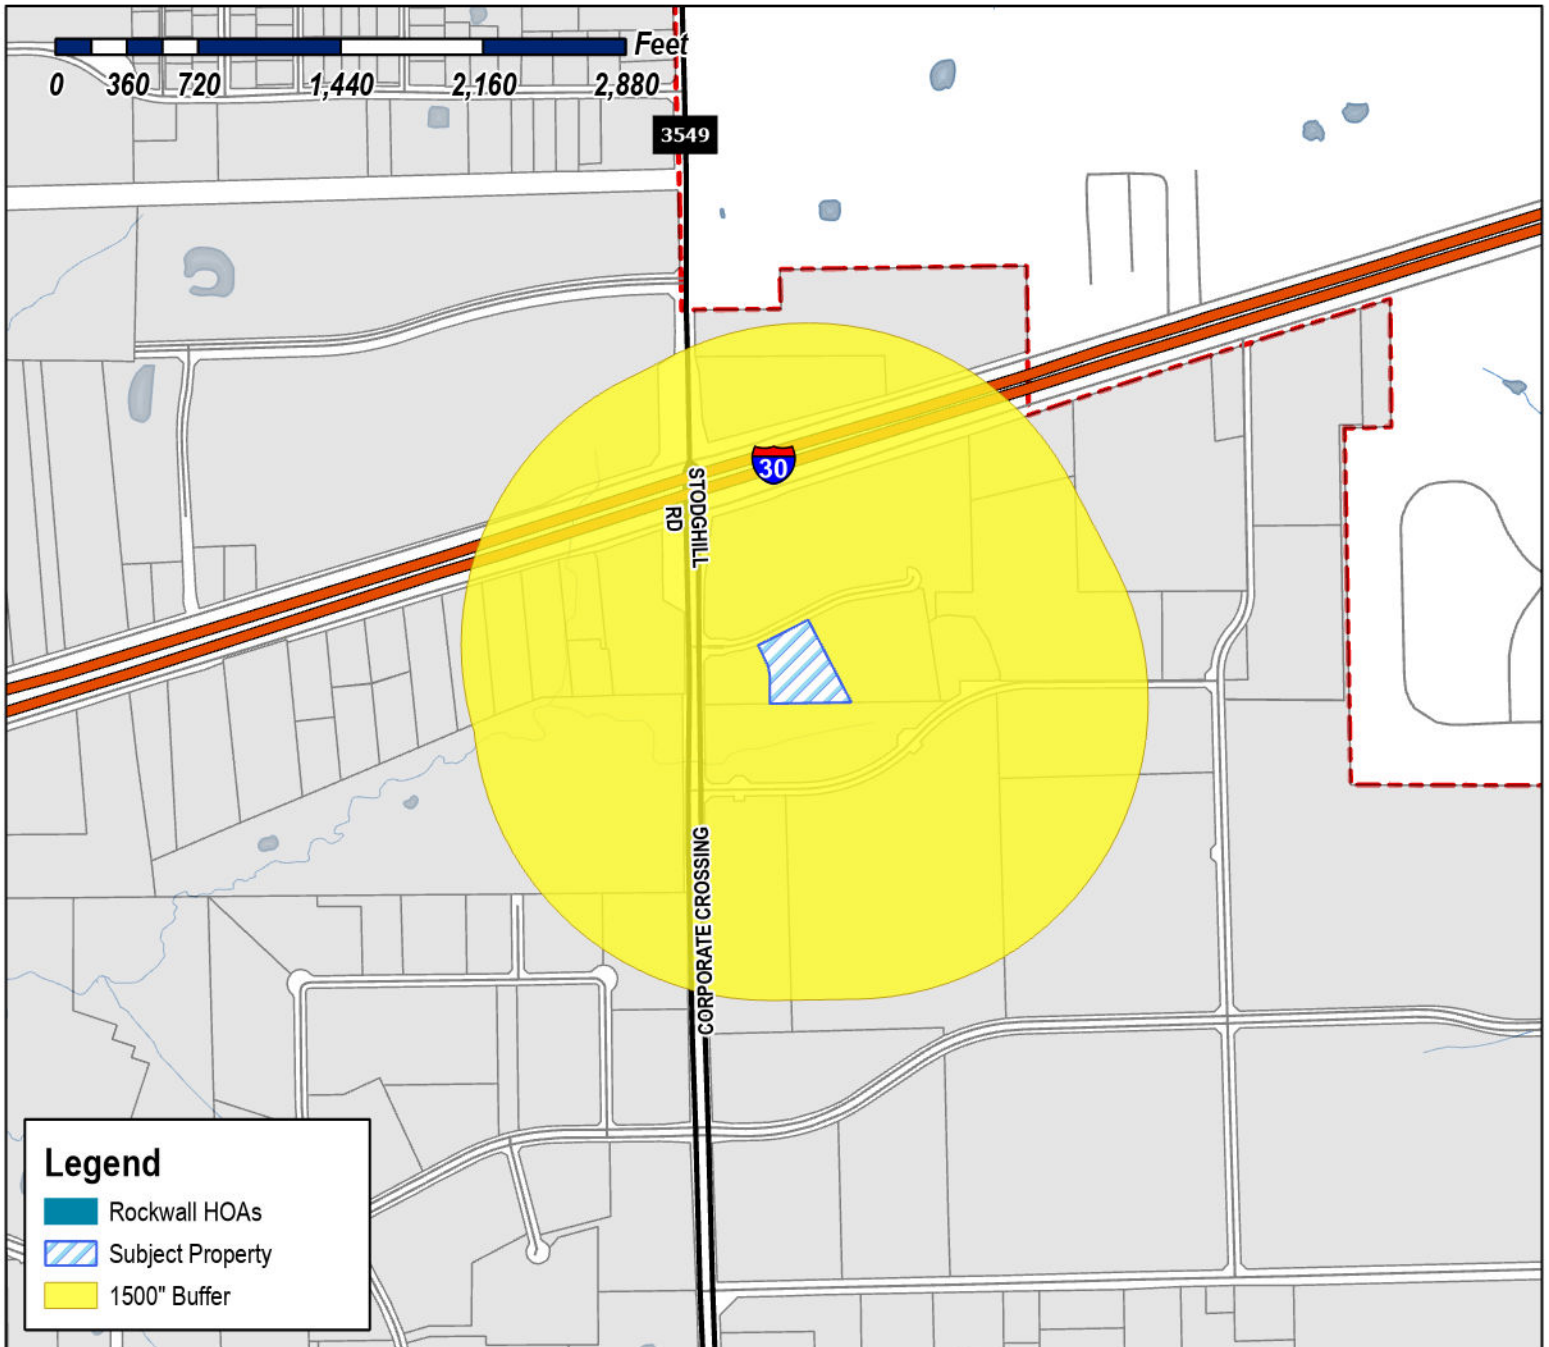 Feet
0 360 720 1,440 2,160 2,880
3549
30
STODGHILL
RD
CORPORATE CROSSING
Legend
Rockwall HOAs
Subject Property
1500" Buffer